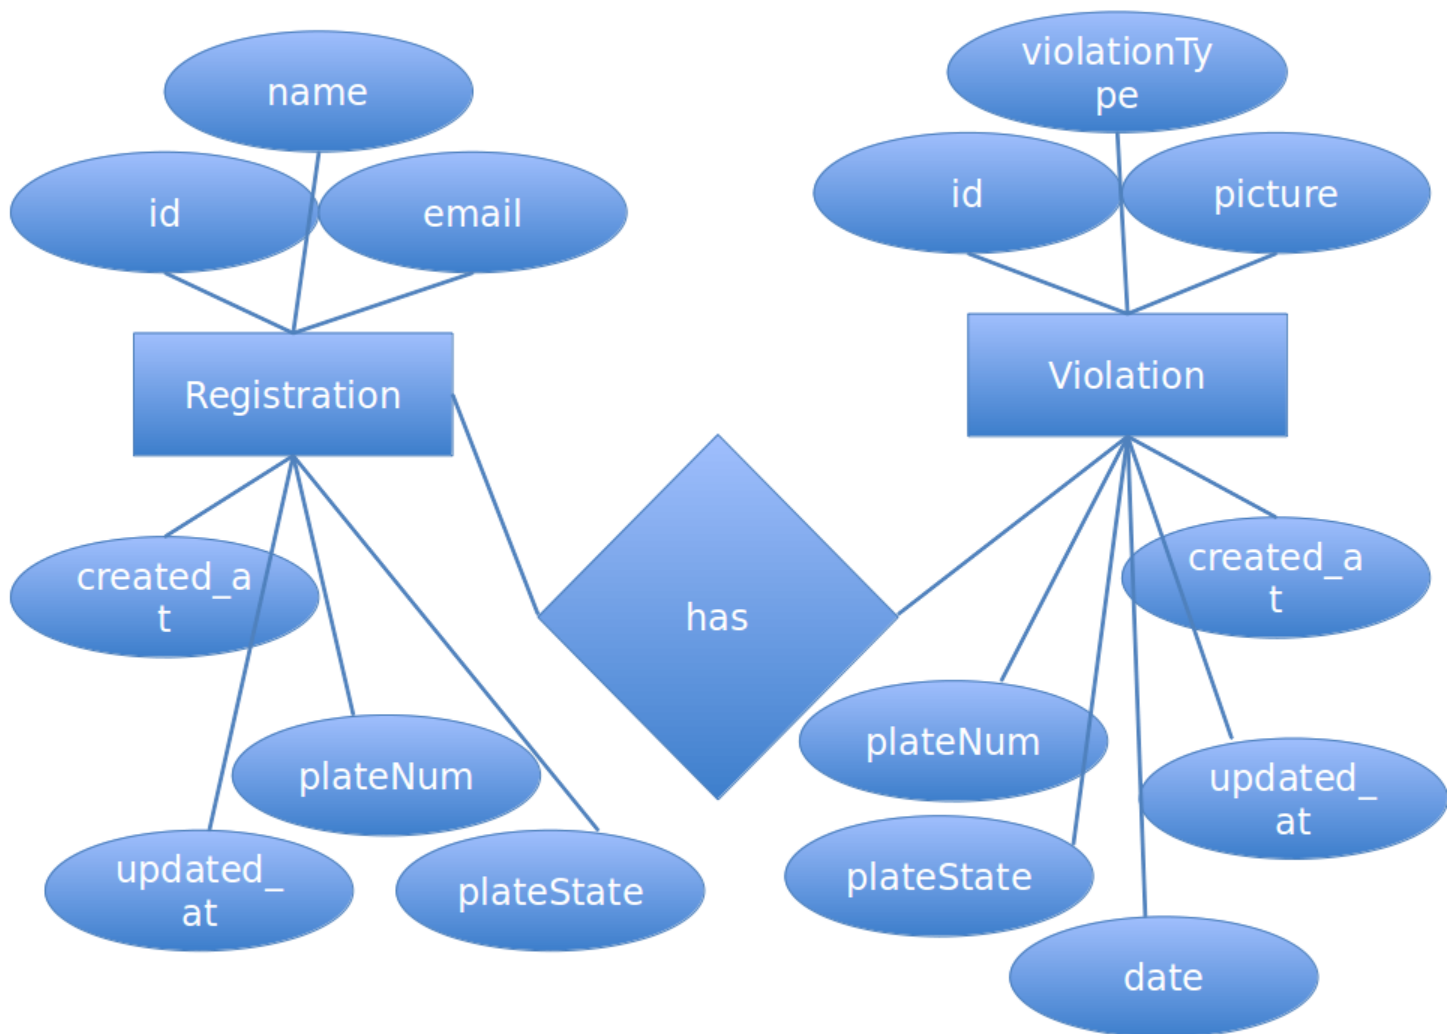 name
id
email
Registration
created_a
t
updated_
at
plateNum
plateState
has
violationTy
pe
id
picture
Violation
created_a
t
plateNum
updated_
at
plateState
date